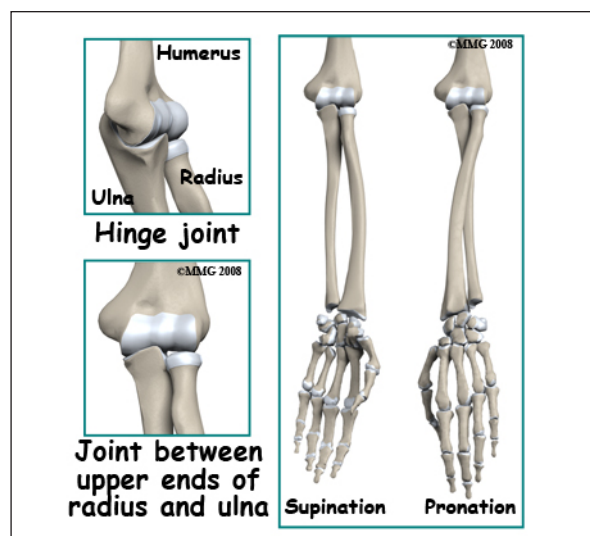 Humerus
Radius
Ulna
Hinge joint
©MMG 2008
Joint between
upper ends of
radius and ulna
©MMG 2008
Supination
Pronation